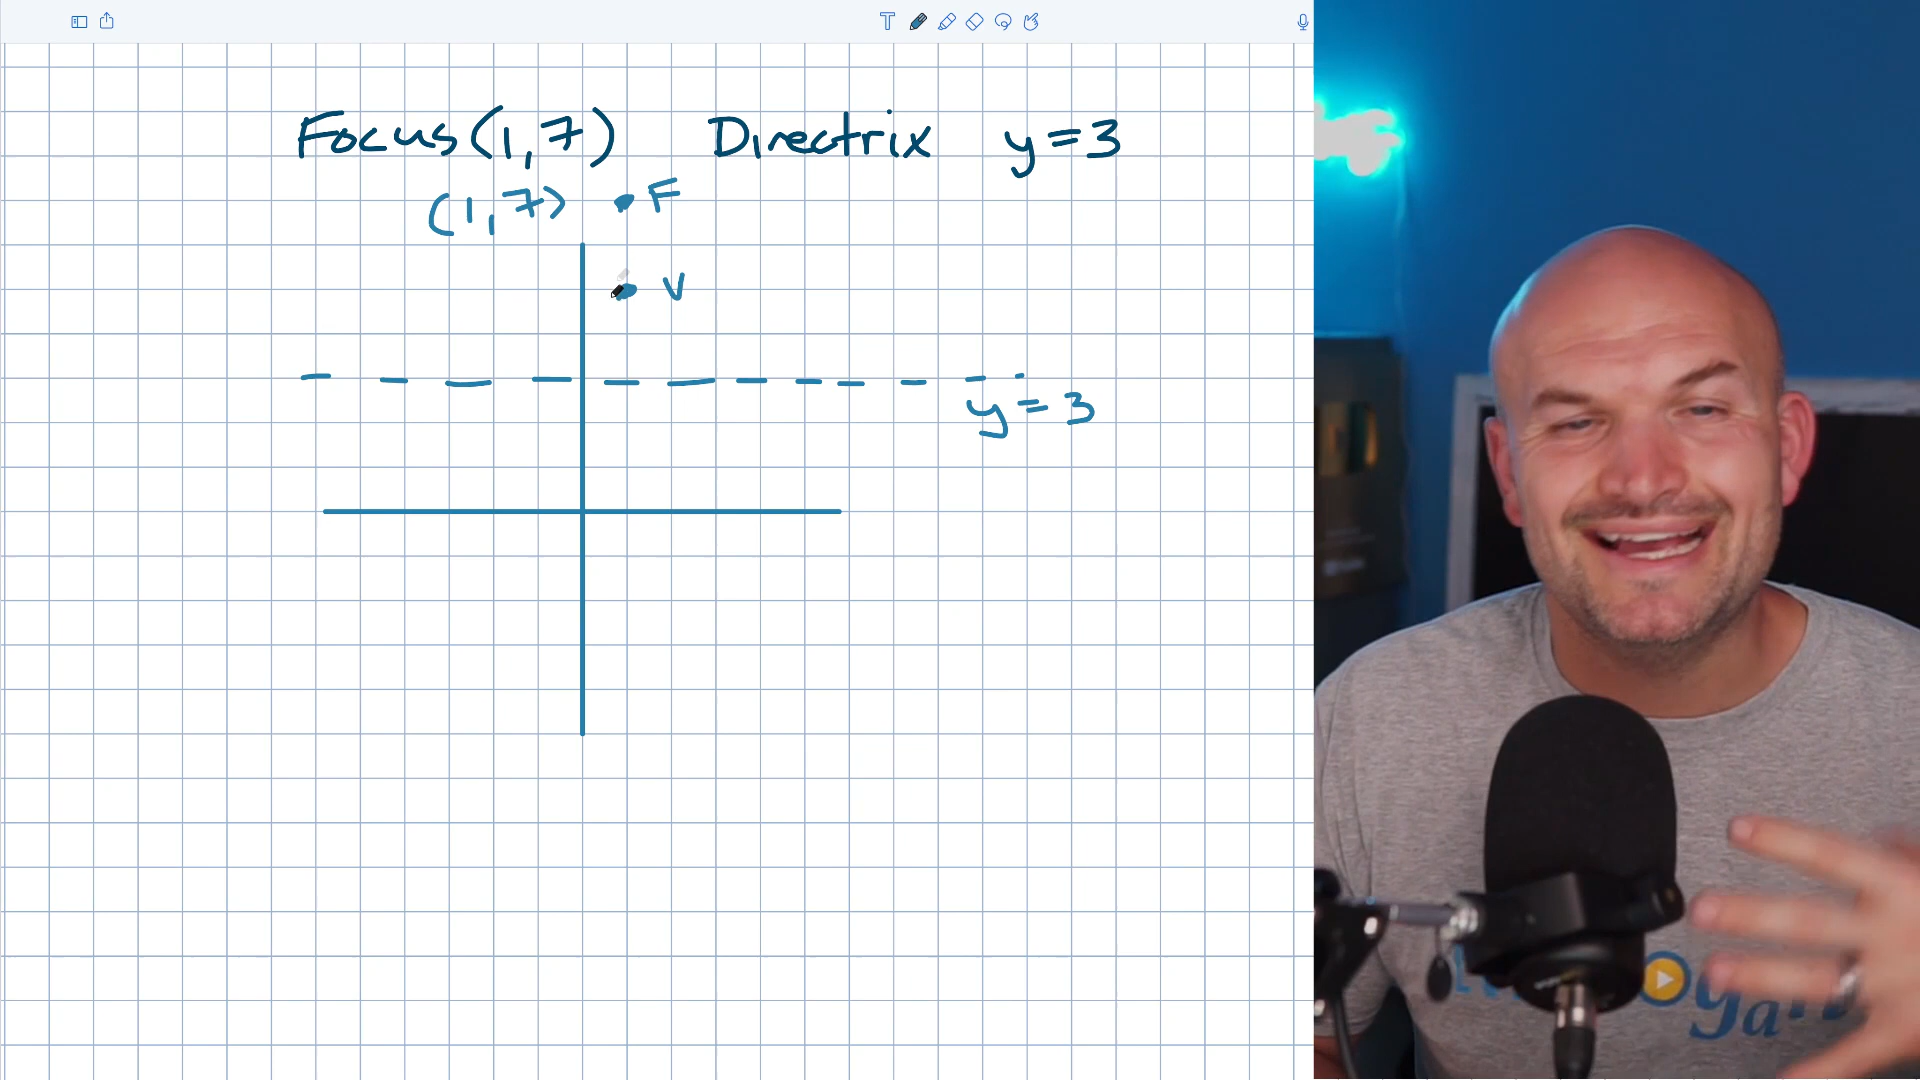 Focus (1,7) Directrix y=3
(1,7) F
V
y=3